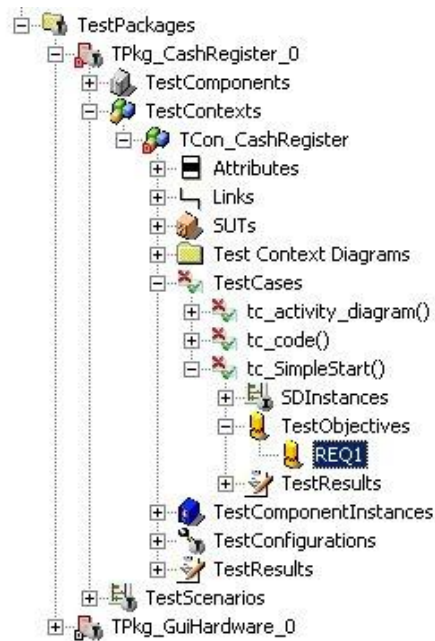 TestPackages
TPkg_CashRegister_0
TestComponents
TestContexts
TCon_CashRegister
Attributes
Links
SUTs
Test Context Diagrams
TestCases
tc_activity_diagram()
tc_code()
tc_SimpleStart()
SDInstances
TestObjectives
REQ1
TestResults
TestComponentInstances
TestConfigurations
TestResults
TestScenarios
TPkg_GuiHardware_0